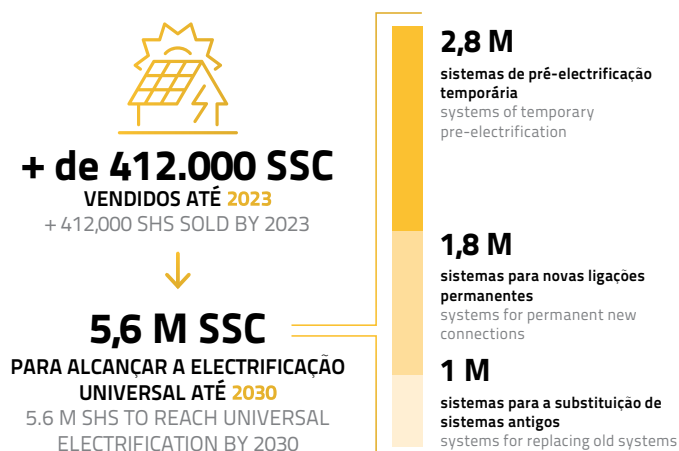 + de 412.000 SSC
VENDIDOS ATÉ 2023
+ 412,000 SHS SOLD BY 2023
5,6 M SSC
PARA ALCANÇAR A ELECTRIFICAÇÃO
UNIVERSAL ATÉ 2030
5.6 M SHS TO REACH UNIVERSAL
ELECTRIFICATION BY 2030
2,8 M
sistemas de pré-electrificação
temporária
systems of temporary
pre-electrification
1,8 M
sistemas para novas ligações
permanentes
systems for permanent new
connections
1 M
sistemas para a substituição de
sistemas antigos
systems for replacing old systems